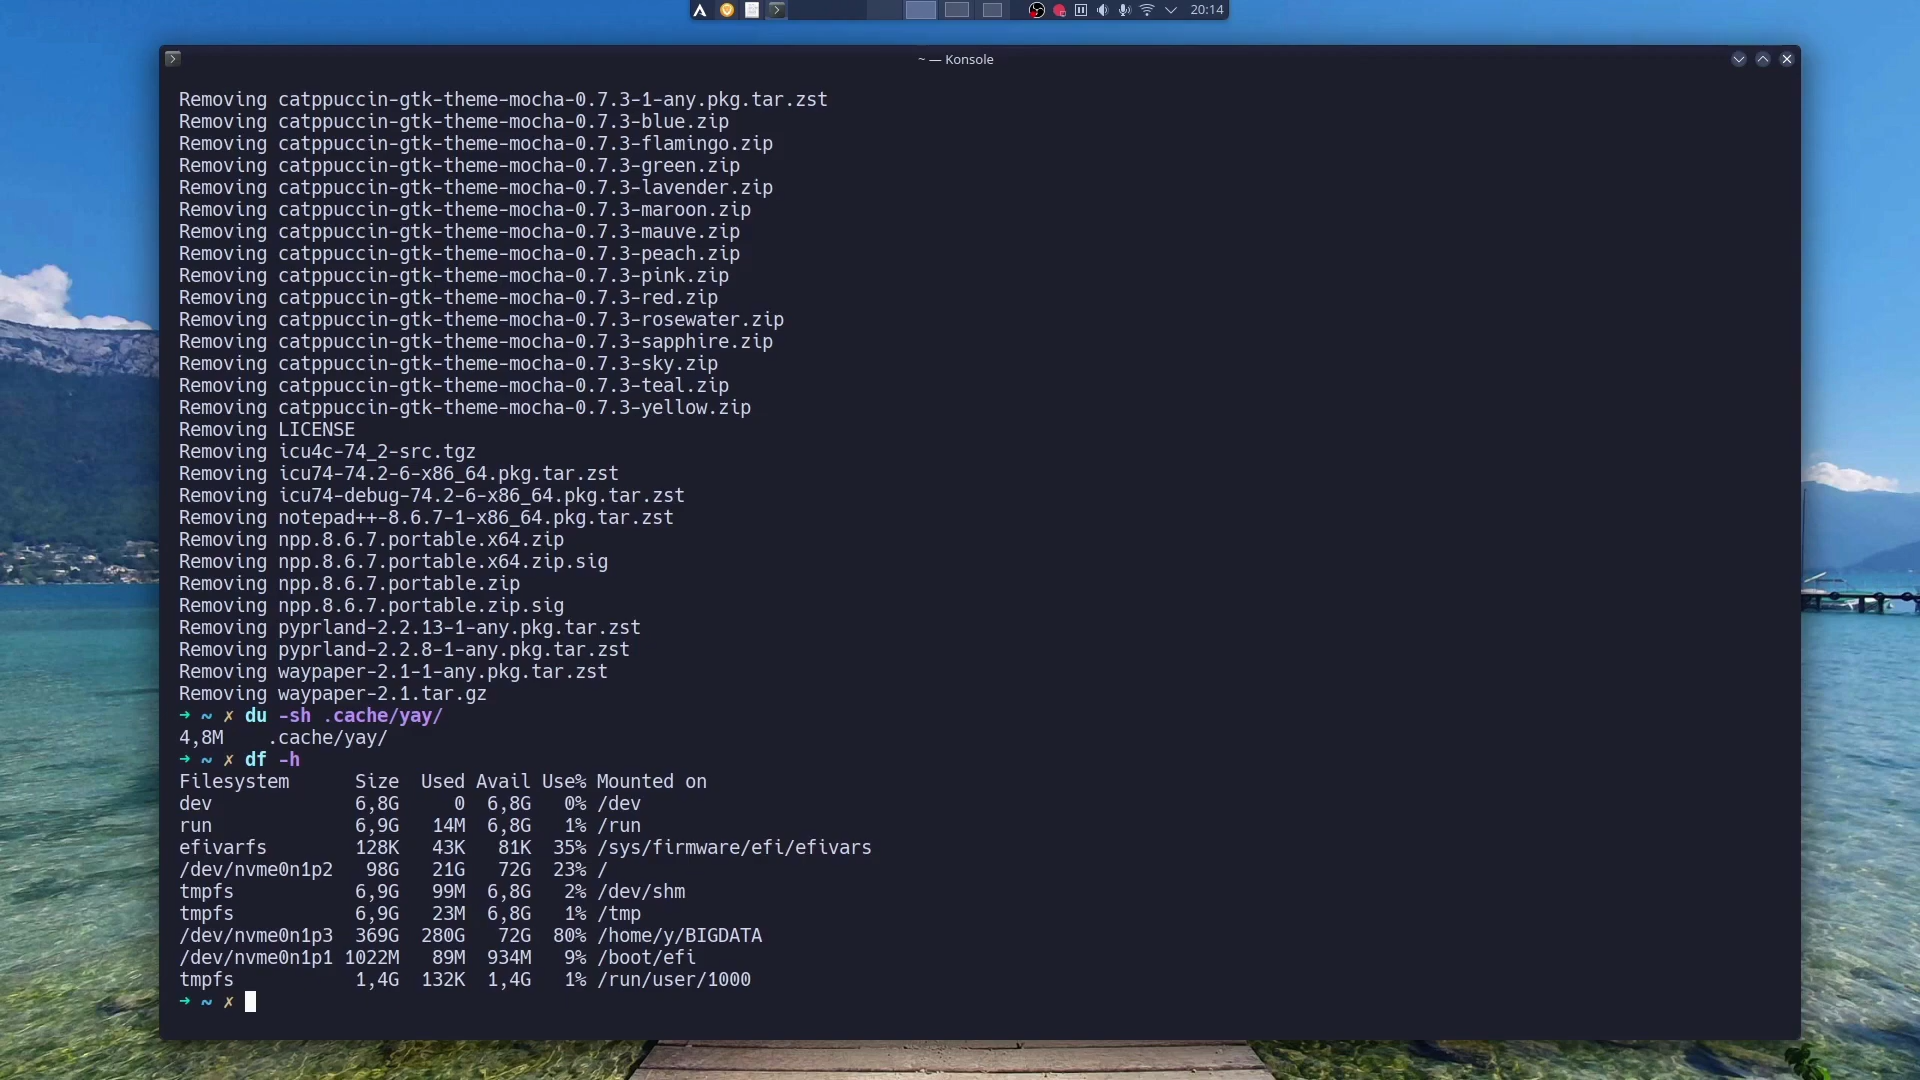 20:14
~ — Konsole
Removing catppuccin-gtk-theme-mocha-0.7.3-1-any.pkg.tar.zst
Removing catppuccin-gtk-theme-mocha-0.7.3-blue.zip
Removing catppuccin-gtk-theme-mocha-0.7.3-flamingo.zip
Removing catppuccin-gtk-theme-mocha-0.7.3-green.zip
Removing catppuccin-gtk-theme-mocha-0.7.3-lavender.zip
Removing catppuccin-gtk-theme-mocha-0.7.3-maroon.zip
Removing catppuccin-gtk-theme-mocha-0.7.3-mauve.zip
Removing catppuccin-gtk-theme-mocha-0.7.3-peach.zip
Removing catppuccin-gtk-theme-mocha-0.7.3-pink.zip
Removing catppuccin-gtk-theme-mocha-0.7.3-red.zip
Removing catppuccin-gtk-theme-mocha-0.7.3-rosewater.zip
Removing catppuccin-gtk-theme-mocha-0.7.3-sapphire.zip
Removing catppuccin-gtk-theme-mocha-0.7.3-sky.zip
Removing catppuccin-gtk-theme-mocha-0.7.3-teal.zip
Removing catppuccin-gtk-theme-mocha-0.7.3-yellow.zip
Removing LICENSE
Removing icu4c-74_2-src.tgz
Removing icu74-74.2-6-x86_64.pkg.tar.zst
Removing icu74-debug-74.2-6-x86_64.pkg.tar.zst
Removing notepad++-8.6.7-1-x86_64.pkg.tar.zst
Removing npp.8.6.7.portable.x64.zip
Removing npp.8.6.7.portable.x64.zip.sig
Removing npp.8.6.7.portable.zip
Removing npp.8.6.7.portable.zip.sig
Removing pyprland-2.2.13-1-any.pkg.tar.zst
Removing pyprland-2.2.8-1-any.pkg.tar.zst
Removing waypaper-2.1-1-any.pkg.tar.zst
Removing waypaper-2.1.tar.gz
➜ ~ ✗ du -sh .cache/yay/
4,8M    .cache/yay/
➜ ~ ✗ df -h
Filesystem      Size  Used Avail Use% Mounted on
dev             6,8G     0  6,8G   0% /dev
run             6,9G   14M  6,8G   1% /run
efivarfs        128K   43K   81K  35% /sys/firmware/efi/efivars
/dev/nvme0n1p2   98G   21G   72G  23% /
tmpfs           6,9G   99M  6,8G   2% /dev/shm
tmpfs           6,9G   23M  6,8G   1% /tmp
/dev/nvme0n1p3  369G  280G   72G  80% /home/y/BIGDATA
/dev/nvme0n1p1 1022M   89M  934M   9% /boot/efi
tmpfs           1,4G  132K  1,4G   1% /run/user/1000
➜ ~ ✗